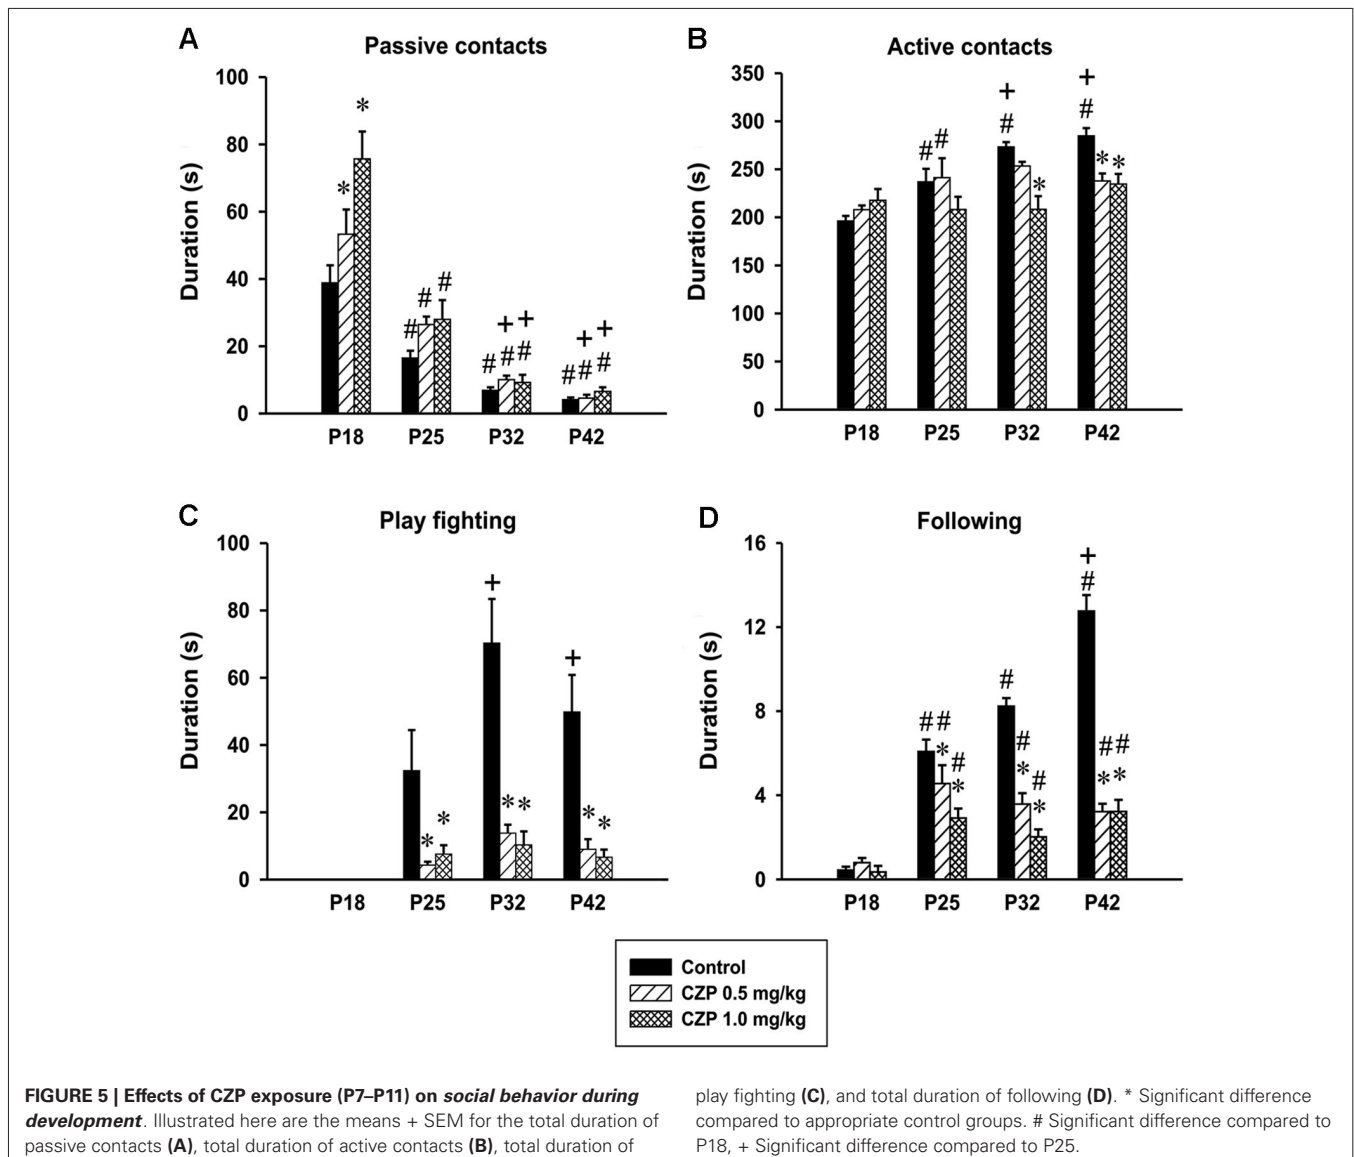 A
Passive contacts
* * # # # # # # # # # + + + +
100
80
60
40
20
0
Duration (s)
P18 P25 P32 P42
B
Active contacts
# # + # * + # * *
350
300
250
200
150
100
50
0
Duration (s)
P18 P25 P32 P42
C
Play fighting
* * + * * + * *
100
80
60
40
20
0
Duration (s)
P18 P25 P32 P42
D
Following
# # * # * # # * # * + # # * # *
16
12
8
4
0
Duration (s)
P18 P25 P32 P42
Control
CZP 0.5 mg/kg
CZP 1.0 mg/kg
FIGURE 5 | Effects of CZP exposure (P7–P11) on social behavior during
development. Illustrated here are the means + SEM for the total duration of
passive contacts (A), total duration of active contacts (B), total duration of
play fighting (C), and total duration of following (D). * Significant difference
compared to appropriate control groups. # Significant difference compared to
P18, + Significant difference compared to P25.